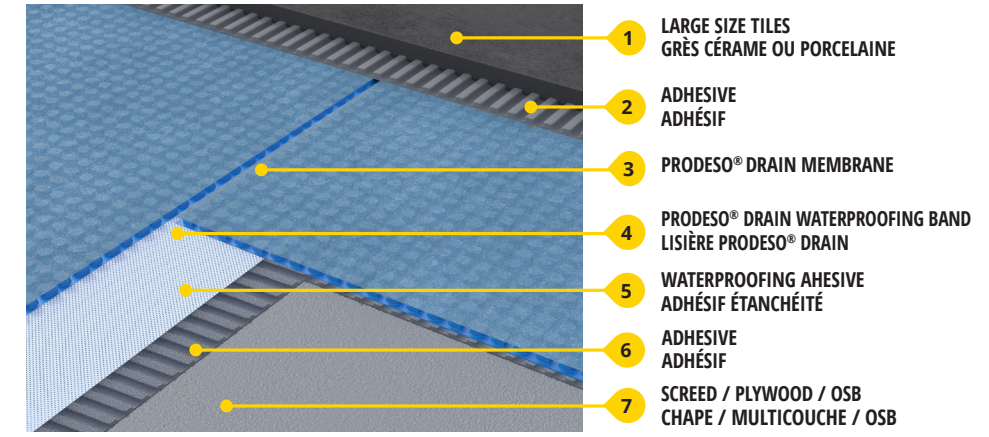 1
LARGE SIZE TILES
GRÈS CÉRAME OU PORCELAINE
2
ADHESIVE
ADHÉSIF
3
PRODESO® DRAIN MEMBRANE
4
PRODESO® DRAIN WATERPROOFING BAND
LISIÈRE PRODESO® DRAIN
5
WATERPROOFING AHESIVE
ADHÉSIF ÉTANCHÉITÉ
6
ADHESIVE
ADHÉSIF
7
SCREED / PLYWOOD / OSB
CHAPE / MULTICOUCHE / OSB